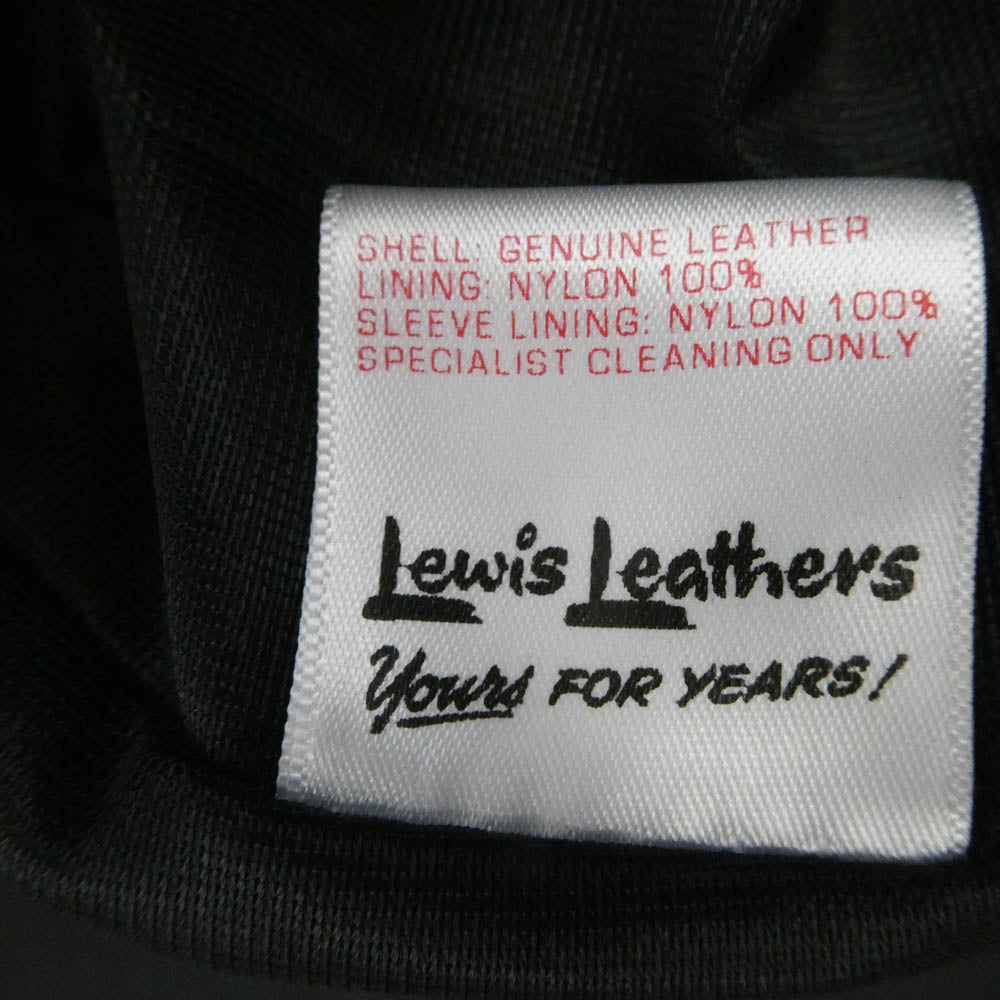 SHELL: GENUINE LEATHER
LINING: NYLON 100%
SLEEVE LINING: NYLON 100%
SPECIALIST CLEANING ONLY
Lewis Leathers
Yours FOR YEARS!